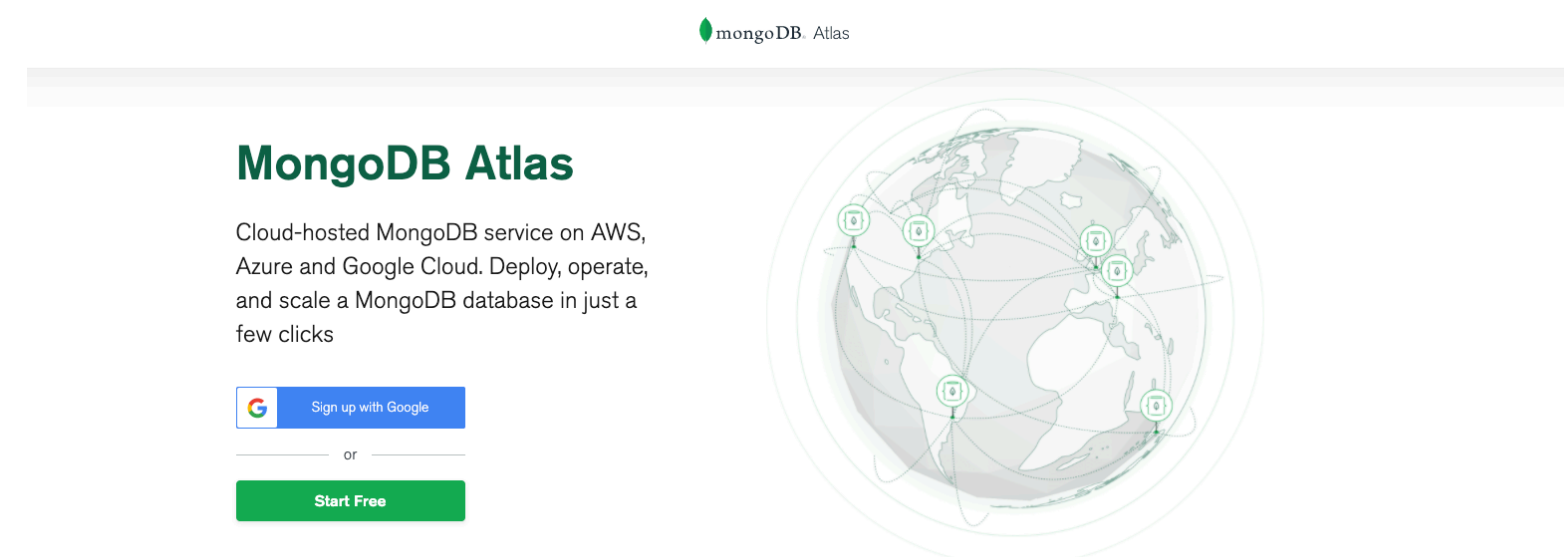 mongoDB. Atlas
MongoDB Atlas
Cloud-hosted MongoDB service on AWS,
Azure and Google Cloud. Deploy, operate,
and scale a MongoDB database in just a
few clicks
Sign up with Google
or
Start Free